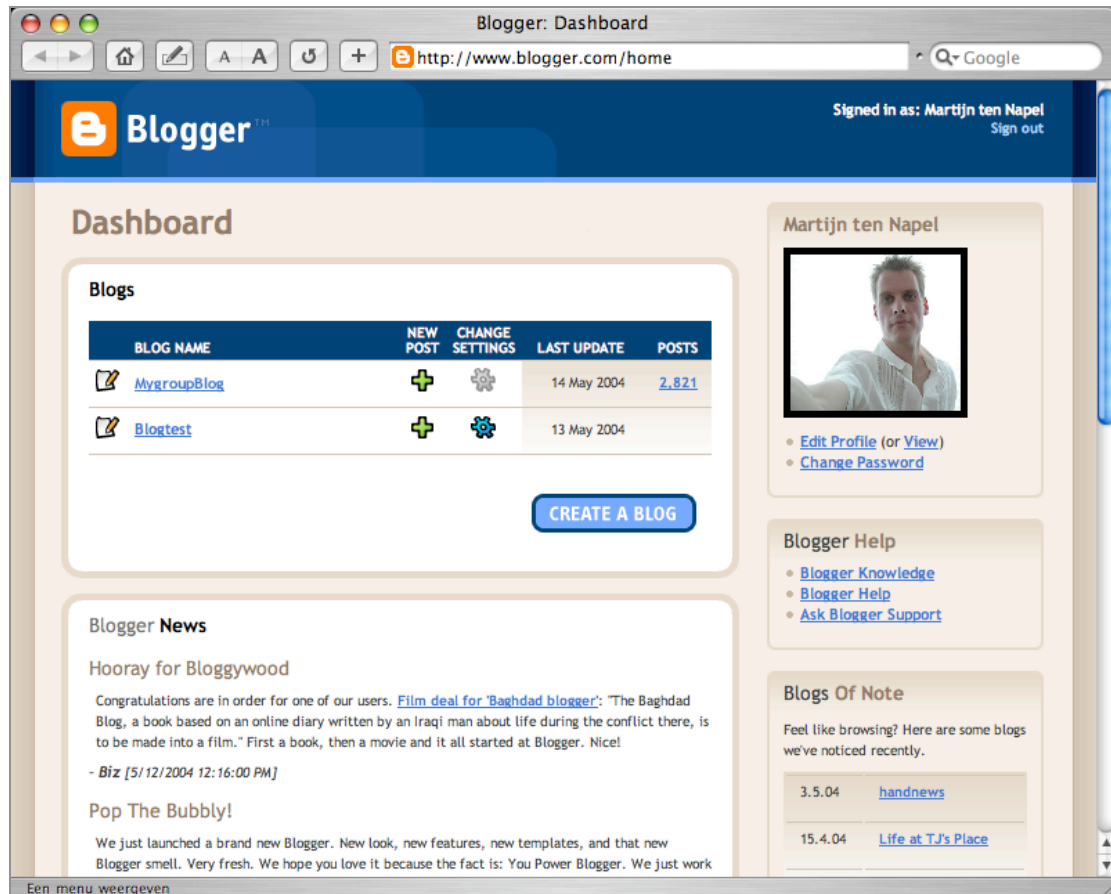 Blogger: Dashboard
A A
http://www.blogger.com/home
Google
Blogger™
Signed in as: Martijn ten Napel
Sign out
Dashboard
Blogs
BLOG NAME NEW POST CHANGE SETTINGS LAST UPDATE POSTS
MygroupBlog 14 May 2004 2,821
Blogtest 13 May 2004
CREATE A BLOG
Blogger News
Hooray for Bloggywood
Congratulations are in order for one of our users. Film deal for 'Baghdad blogger': "The Baghdad
Blog, a book based on an online diary written by an Iraqi man about life during the conflict there, is
to be made into a film." First a book, then a movie and it all started at Blogger. Nice!
- Biz [5/12/2004 12:16:00 PM]
Pop The Bubbly!
We just launched a brand new Blogger. New look, new features, new templates, and that new
Blogger smell. Very fresh. We hope you love it because the fact is: You Power Blogger. We just work
Martijn ten Napel
Edit Profile (or View)
Change Password
Blogger Help
Blogger Knowledge
Blogger Help
Ask Blogger Support
Blogs Of Note
Feel like browsing? Here are some blogs
we've noticed recently.
3.5.04 handnews
15.4.04 Life at TJ's Place
Een menu weergeven